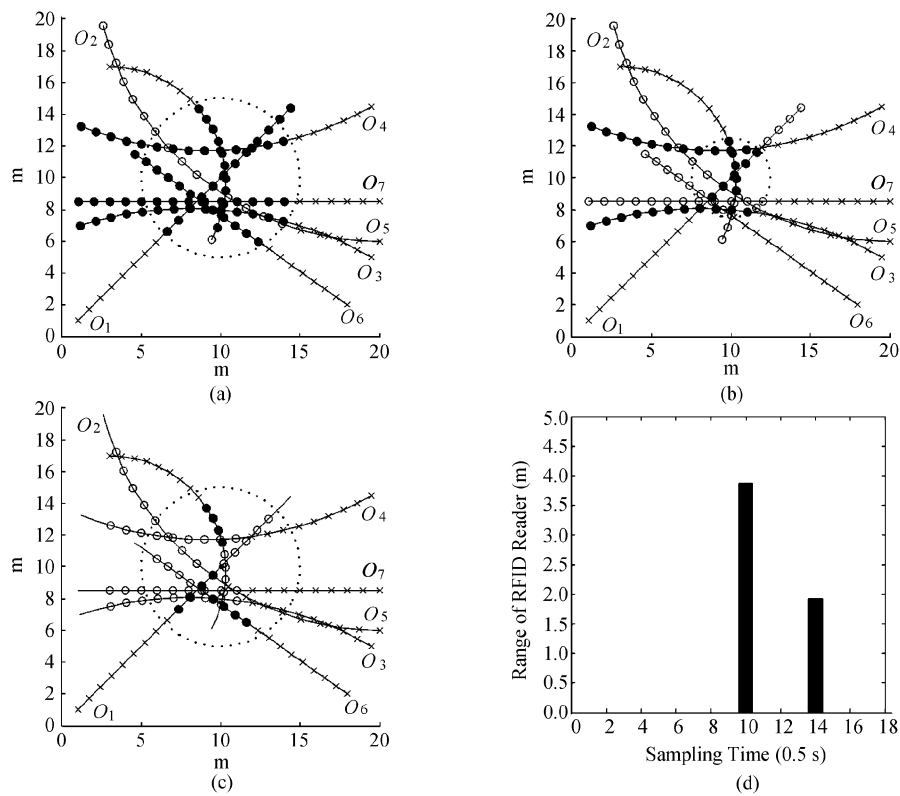 20
18
16
14
12
10
8
6
4
2
0
m
O2
O4
O7
O5
O3
O6
O1
0 5 10 15 20
m
(a)
20
18
16
14
12
10
8
6
4
2
0
m
O2
O4
O7
O5
O3
O6
O1
0 5 10 15 20
m
(b)
20
18
16
14
12
10
8
6
4
2
0
m
O2
O4
O7
O5
O3
O6
O1
0 5 10 15 20
m
(c)
5.0
4.5
4.0
3.5
3.0
2.5
2.0
1.5
1.0
0.5
0.0
Range of RFID Reader (m)
0 2 4 6 8 10 12 14 16 18
Sampling Time (0.5 s)
(d)